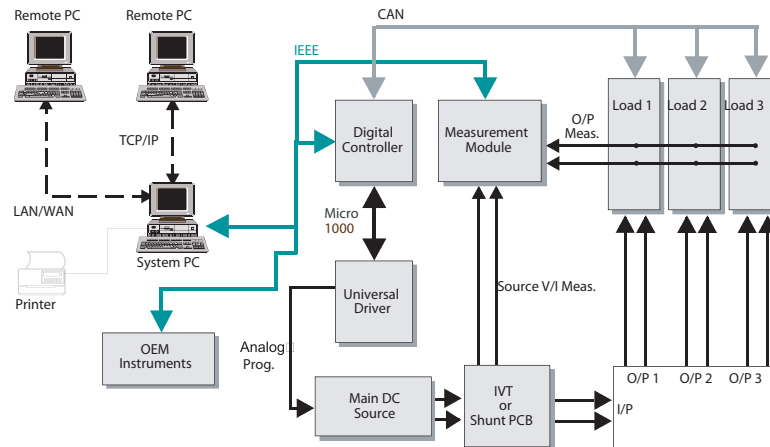 Remote PC
Remote PC
CAN
IEEE
Load 1
Load 2
Load 3
O/P
Meas.
Digital
Controller
Measurement
Module
TCP/IP
LAN/WAN
Micro
1000
System PC
Printer
Universal
Driver
Source V/I Meas.
OEM
Instruments
Analog
Prog.
Main DC
Source
IVT
or
Shunt PCB
O/P 1
O/P 2
O/P 3
I/P